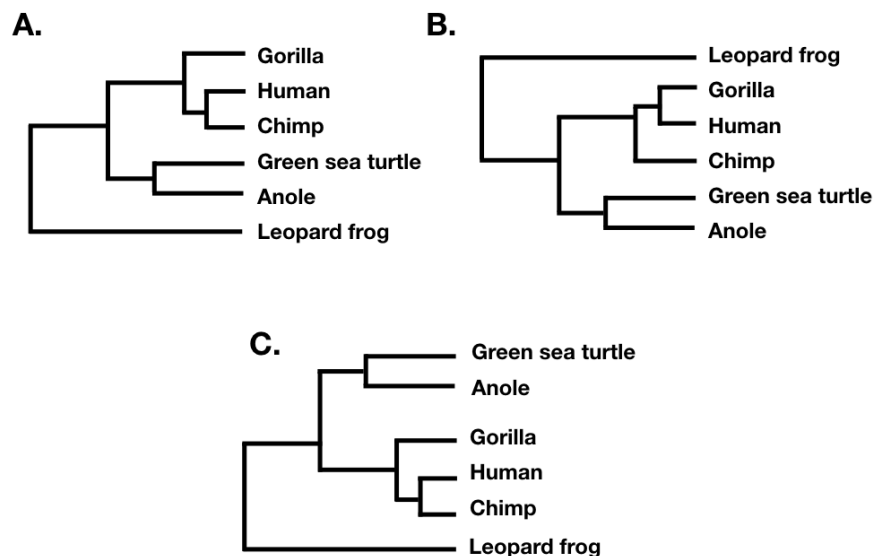 A.
Gorilla
Human
Chimp
Green sea turtle
Anole
Leopard frog
B.
Leopard frog
Gorilla
Human
Chimp
Green sea turtle
Anole
C.
Green sea turtle
Anole
Gorilla
Human
Chimp
Leopard frog